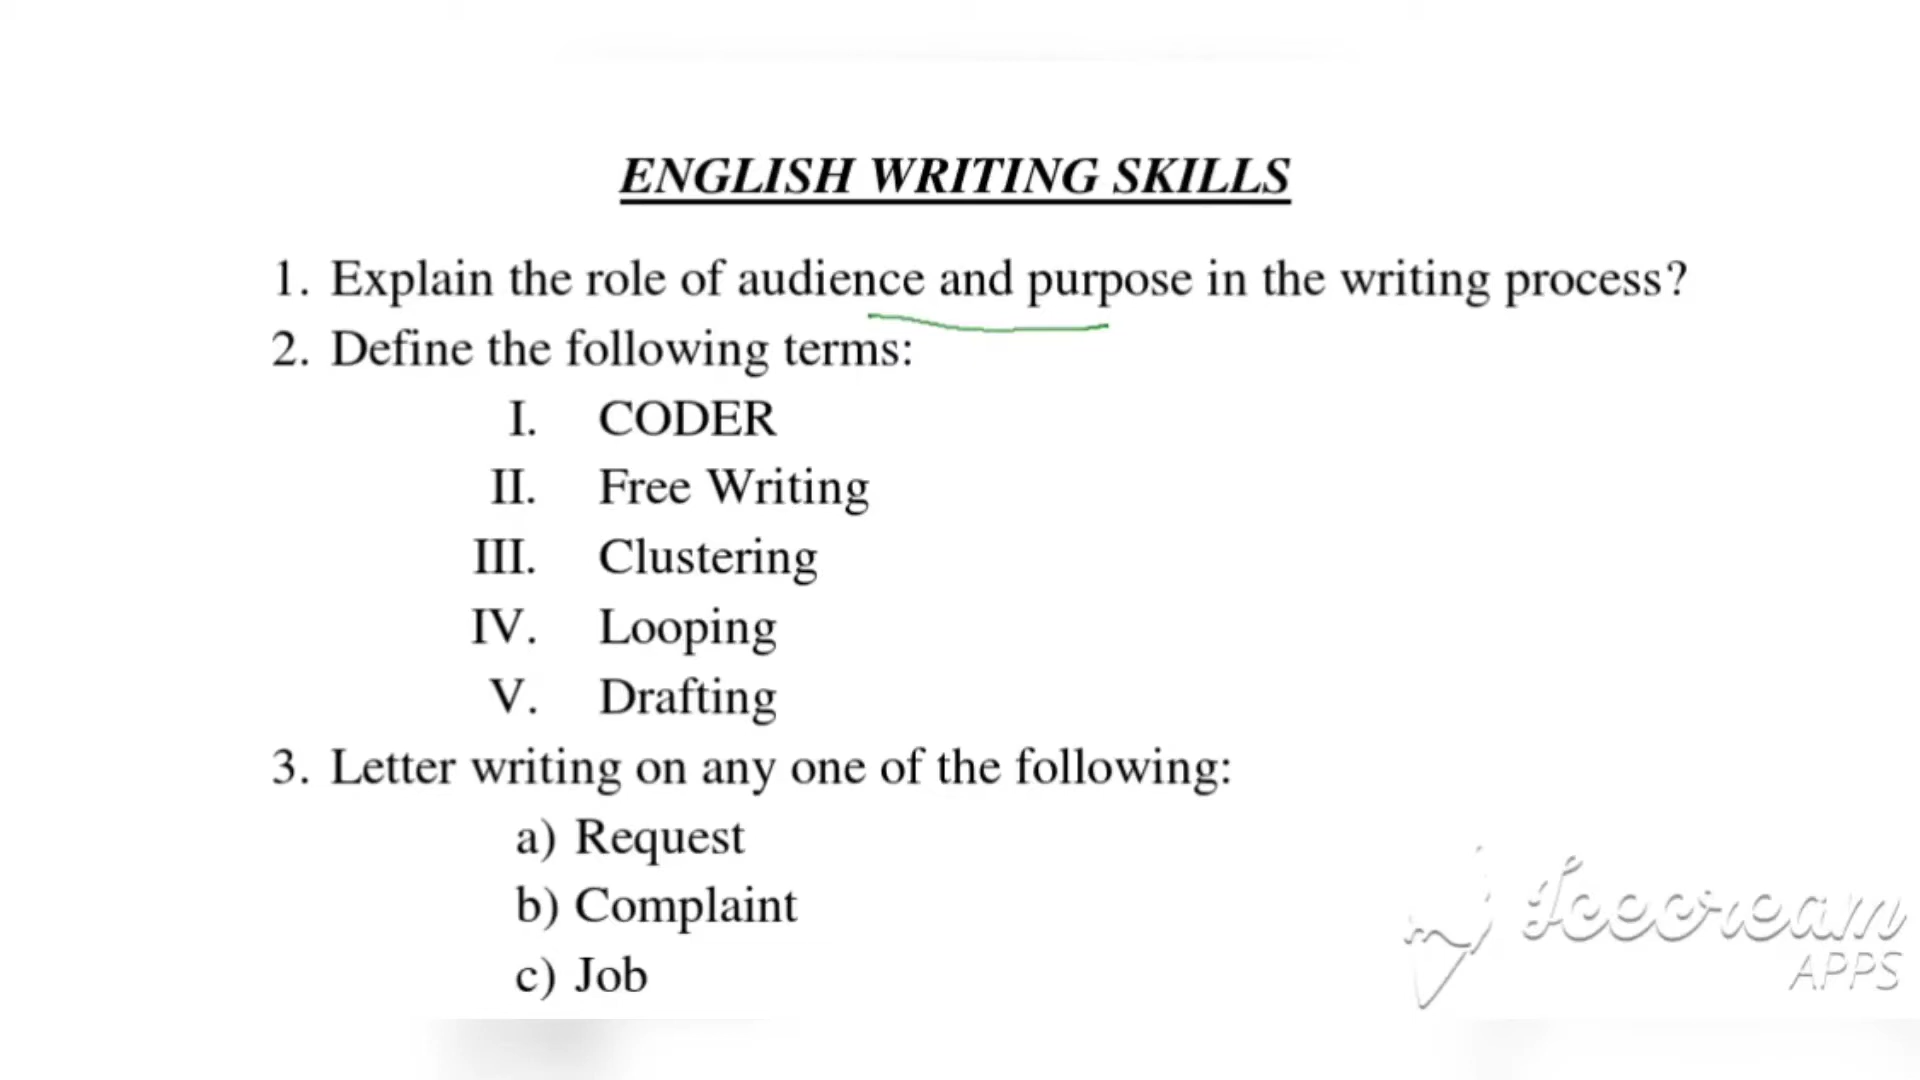 ENGLISH WRITING SKILLS
1. Explain the role of audience and purpose in the writing process?
2. Define the following terms:
I. CODER
II. Free Writing
III. Clustering
IV. Looping
V. Drafting
3. Letter writing on any one of the following:
a) Request
b) Complaint
c) Job
Icecream
APPS